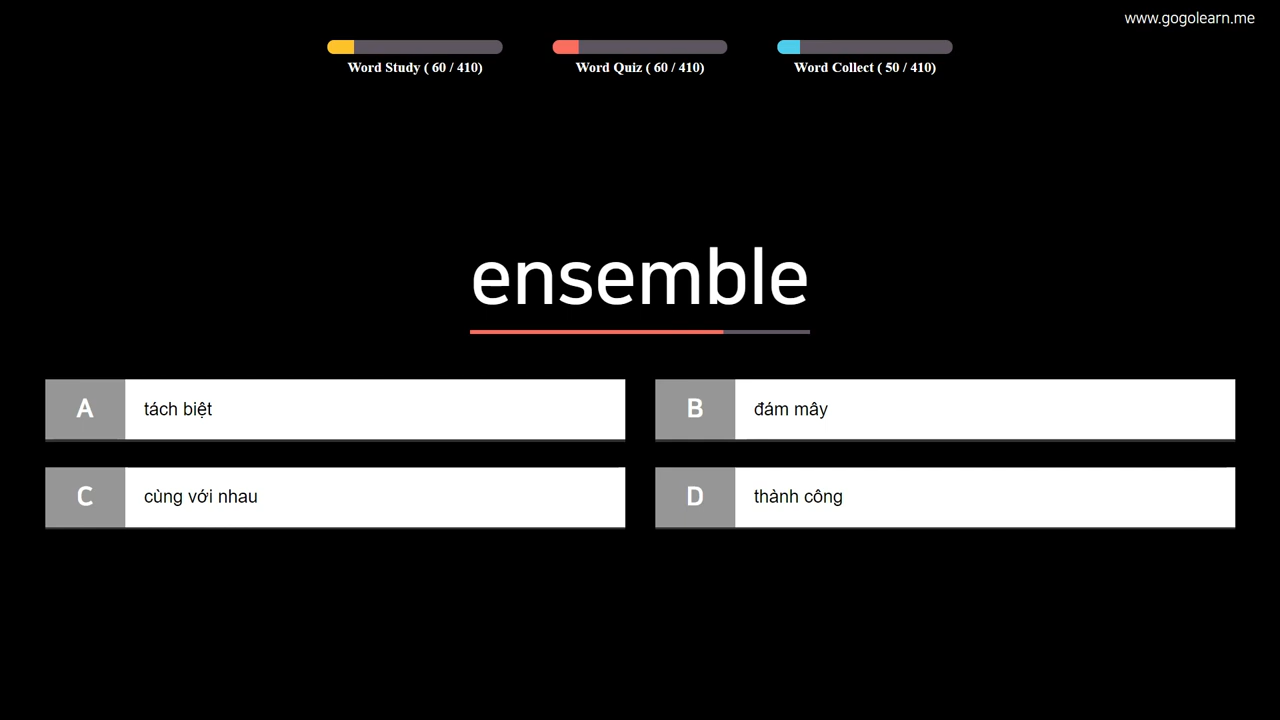 www.gogolearn.me
Word Study ( 60 / 410)
Word Quiz ( 60 / 410)
Word Collect ( 50 / 410)
ensemble
A tách biệt
B đám mây
C cùng với nhau
D thành công